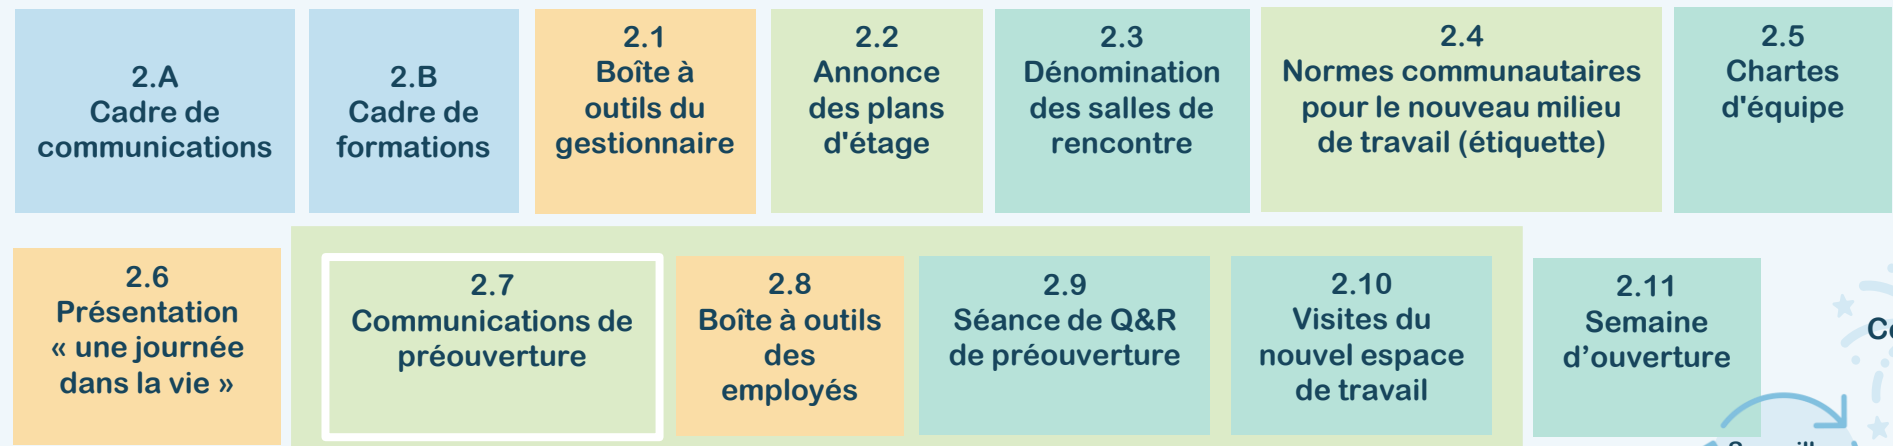 2.A
Cadre de
communications
2.B
Cadre de
formations
2.1
Boîte à
outils du
gestionnaire
2.2
Annonce
des plans
d'étage
2.3
Dénomination
des salles de
rencontre
2.4
Normes communautaires
pour le nouveau milieu
de travail (étiquette)
2.5
Chartes
d'équipe
2.6
Présentation
« une journée
dans la vie »
2.7
Communications de
préouverture
2.8
Boîte à outils
des
employés
2.9
Séance de Q&R
de préouverture
2.10
Visites du
nouvel espace
de travail
2.11
Semaine
d’ouverture